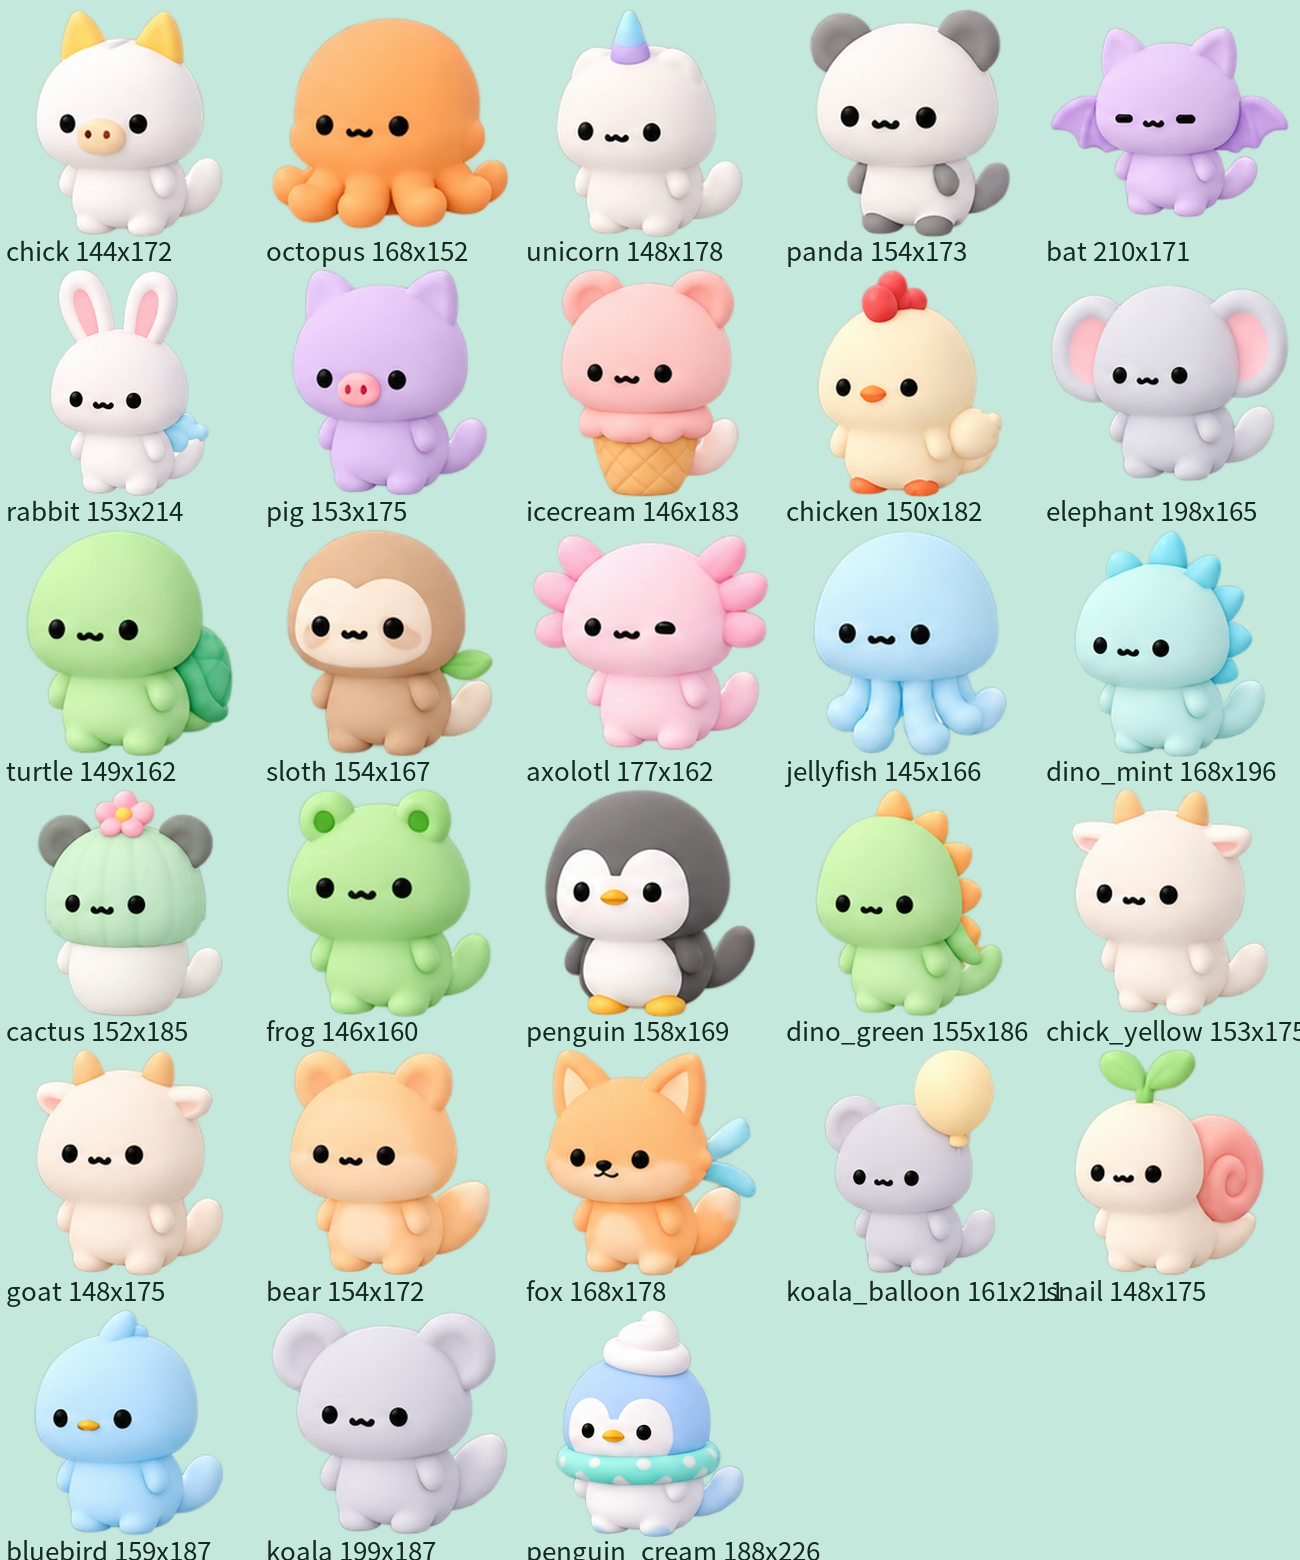 chick 144x172
octopus 168x152
unicorn 148x178
panda 154x173
bat 210x171
rabbit 153x214
pig 153x175
icecream 146x183
chicken 150x182
elephant 198x165
turtle 149x162
sloth 154x167
axolotl 177x162
jellyfish 145x166
dino_mint 168x196
cactus 152x185
frog 146x160
penguin 158x169
dino_green 155x186
chick_yellow 153x175
goat 148x175
bear 154x172
fox 168x178
koala_balloon 161x211
snail 148x175
bluebird 159x187
koala 199x187
penguin_cream 188x226